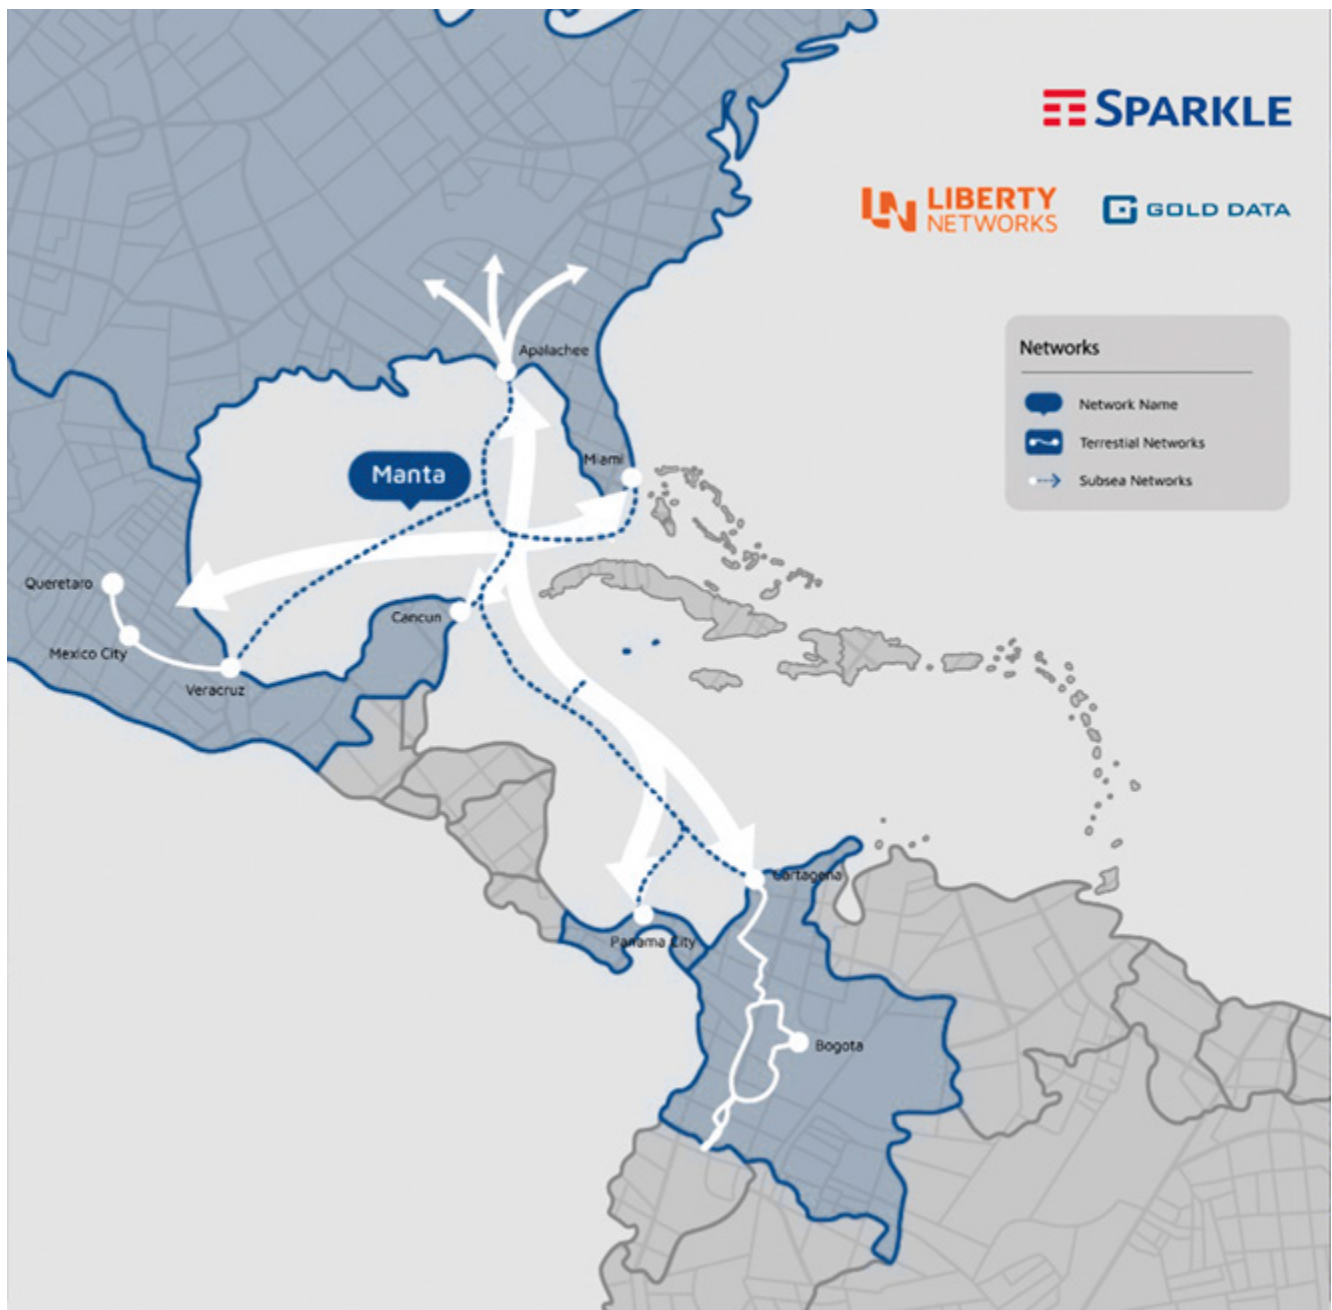 SPARKLE
LIBERTY
NETWORKS
GOLD DATA
Networks
Network Name
Terrestial Networks
Subsea Networks
Apalachee
Miami
Manta
Queretaro
Cancun
Mexico City
Veracruz
Cartagena
Panama City
Bogota